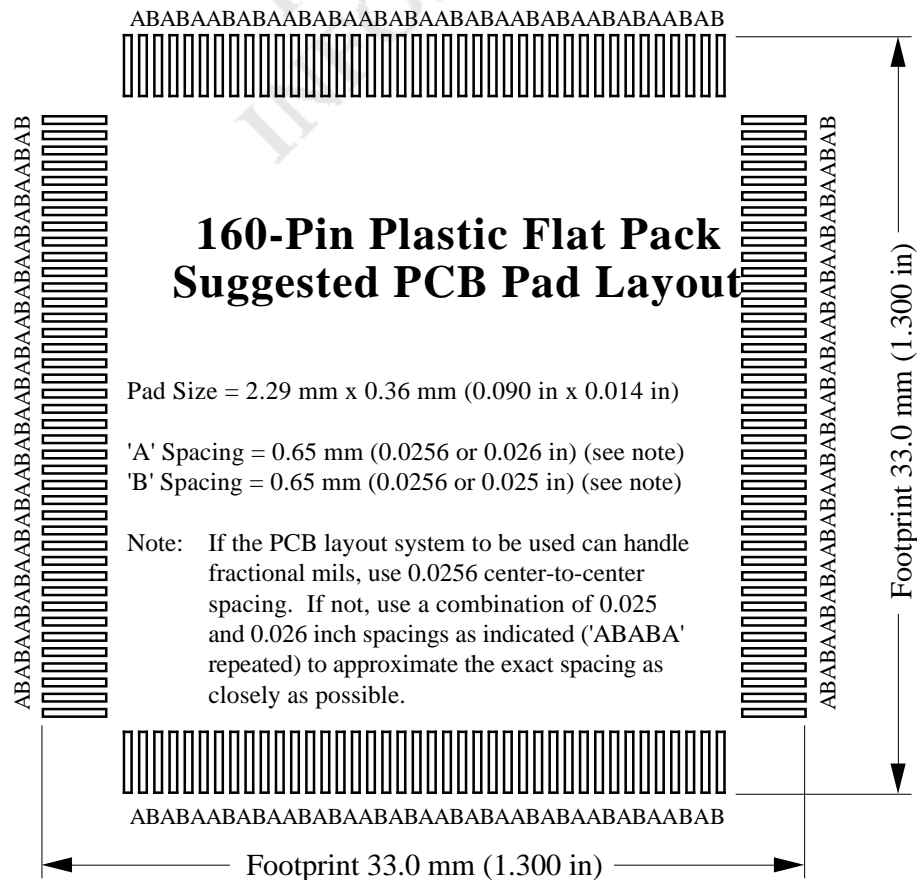 ABABAABABAABABAABABAABABAABABAABABAABAB
ABABAABABAABABAABABAABABAABABAABABAABAB
ABABAABABAABABAABABAABABAABABAABABAABAB
160-Pin Plastic Flat Pack
Suggested PCB Pad Layout
Pad Size = 2.29 mm x 0.36 mm (0.090 in x 0.014 in)
'A' Spacing = 0.65 mm (0.0256 or 0.026 in) (see note)
'B' Spacing = 0.65 mm (0.0256 or 0.025 in) (see note)
Note: If the PCB layout system to be used can handle
fractional mils, use 0.0256 center-to-center
spacing. If not, use a combination of 0.025
and 0.026 inch spacings as indicated ('ABABA'
repeated) to approximate the exact spacing as
closely as possible.
Footprint 33.0 mm (1.300 in)
ABABAABABAABABAABABAABABAABABAABABAABAB
Footprint 33.0 mm (1.300 in)